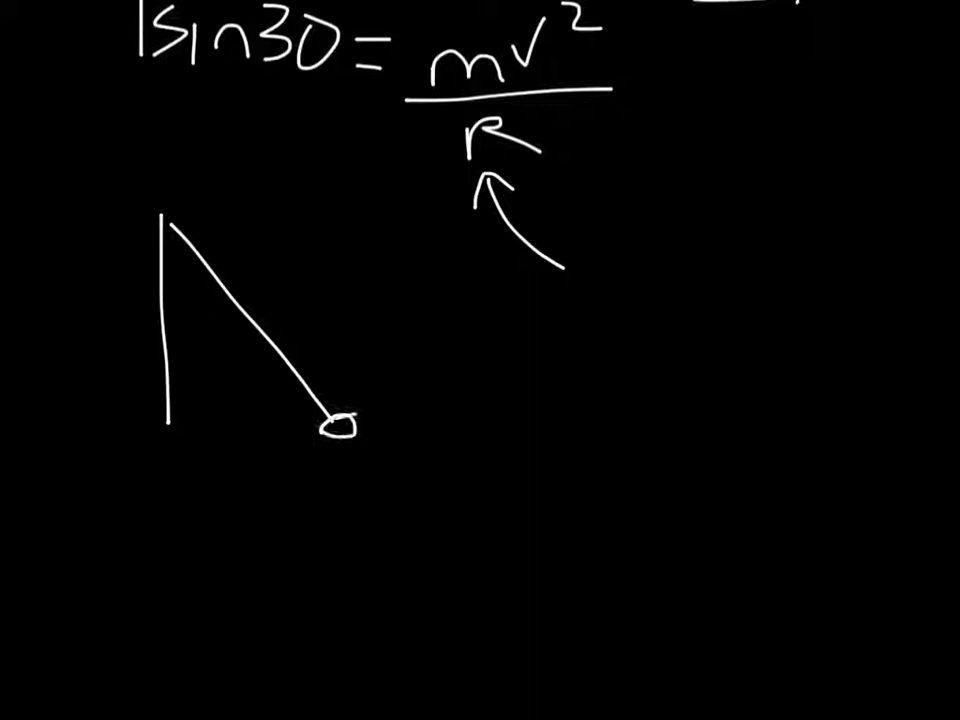 Tsin30 = mv²
R